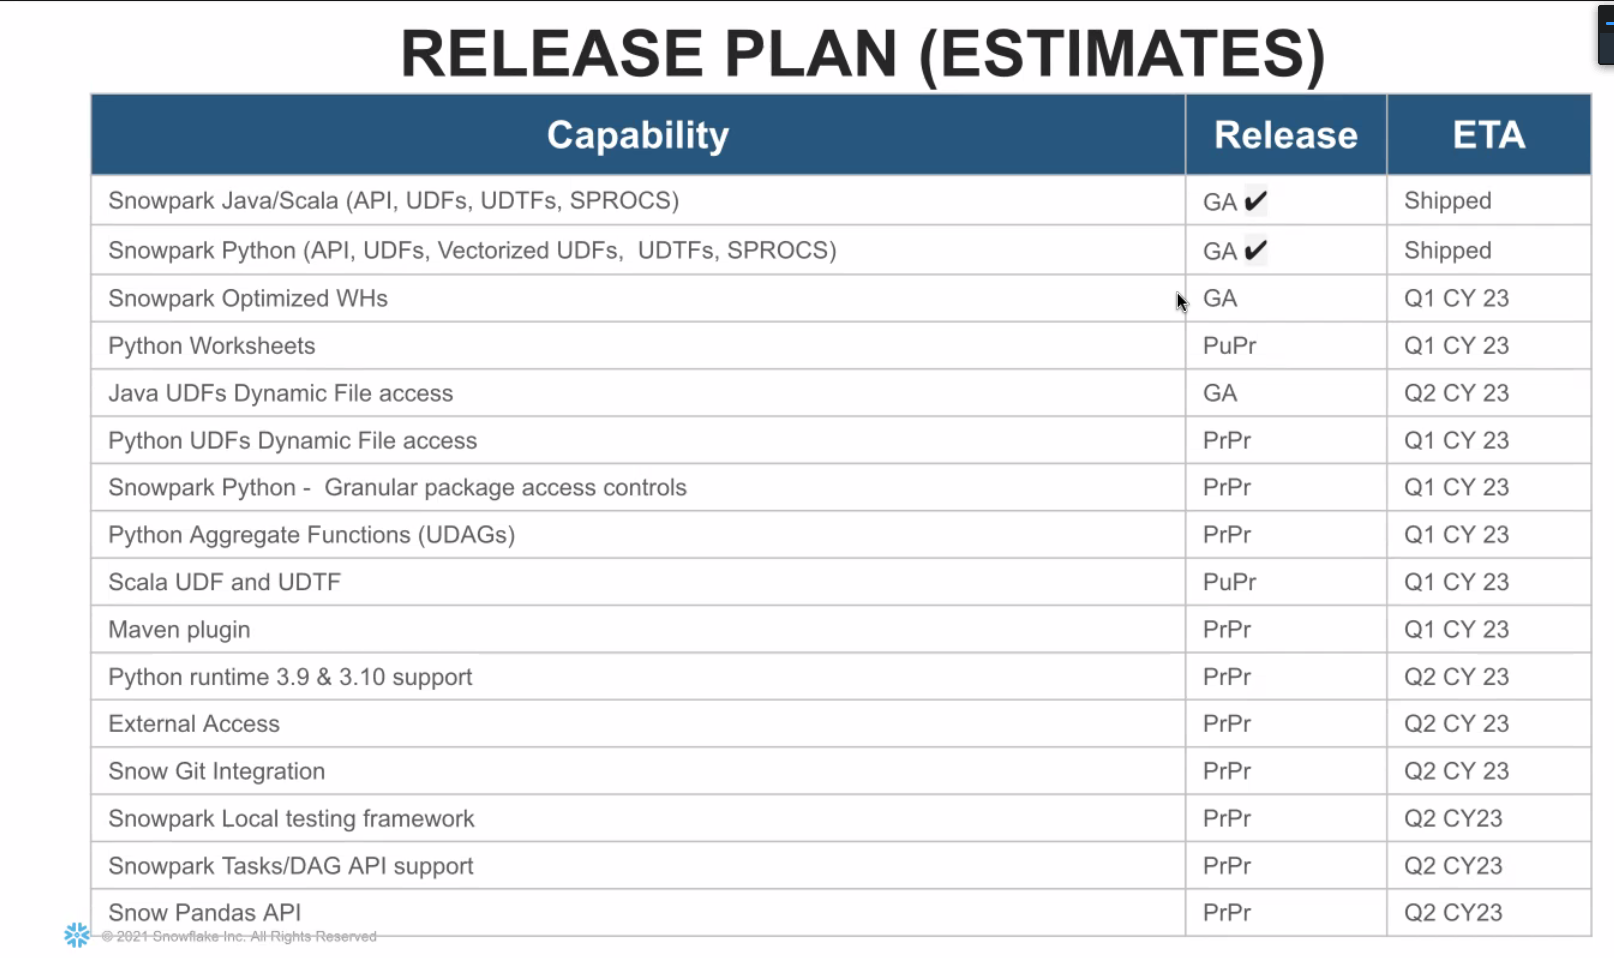 RELEASE PLAN (ESTIMATES)
Capability Release ETA
Snowpark Java/Scala (API, UDFs, UDTFs, SPROCS) GA ✔ Shipped
Snowpark Python (API, UDFs, Vectorized UDFs,  UDTFs, SPROCS) GA ✔ Shipped
Snowpark Optimized WHs GA Q1 CY 23
Python Worksheets PuPr Q1 CY 23
Java UDFs Dynamic File access GA Q2 CY 23
Python UDFs Dynamic File access PrPr Q1 CY 23
Snowpark Python -  Granular package access controls PrPr Q1 CY 23
Python Aggregate Functions (UDAGs) PrPr Q1 CY 23
Scala UDF and UDTF PuPr Q1 CY 23
Maven plugin PrPr Q1 CY 23
Python runtime 3.9 & 3.10 support PrPr Q2 CY 23
External Access PrPr Q2 CY 23
Snow Git Integration PrPr Q2 CY 23
Snowpark Local testing framework PrPr Q2 CY23
Snowpark Tasks/DAG API support PrPr Q2 CY23
Snow Pandas API PrPr Q2 CY23
© 2021 Snowflake Inc. All Rights Reserved